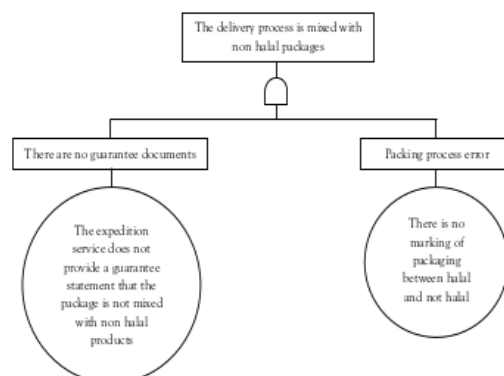 The delivery process is mixed with
non halal packages
There are no guarantee documents
Packing process error
The expedition
service does not
provide a guarantee
statement that the
package is not mixed
with non halal
products
There is no
marking of
packaging
between halal
and not halal